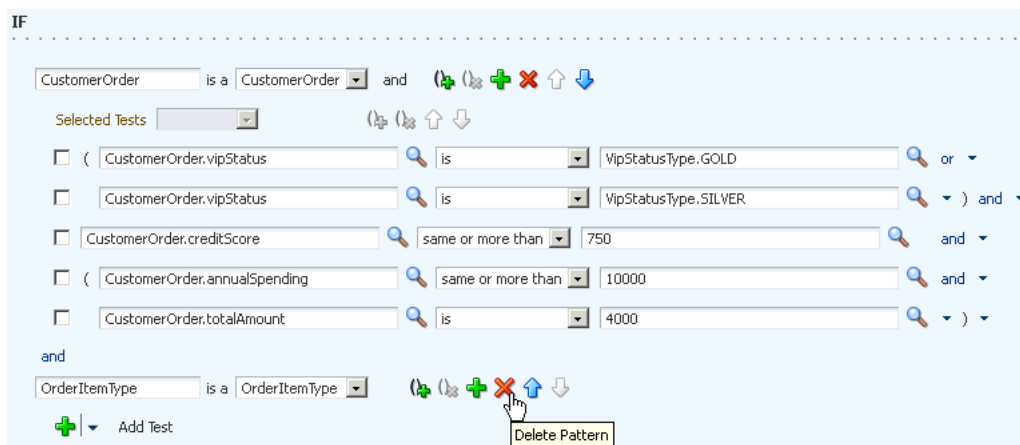 IF
CustomerOrder is a CustomerOrder and
Selected Tests
( CustomerOrder.vipStatus is VipStatusType.GOLD or
CustomerOrder.vipStatus is VipStatusType.SILVER ) and
CustomerOrder.creditScore same or more than 750 and
( CustomerOrder.annualSpending same or more than 10000 and
CustomerOrder.totalAmount is 4000 )
and
OrderItemType is a OrderItemType
Add Test
Delete Pattern